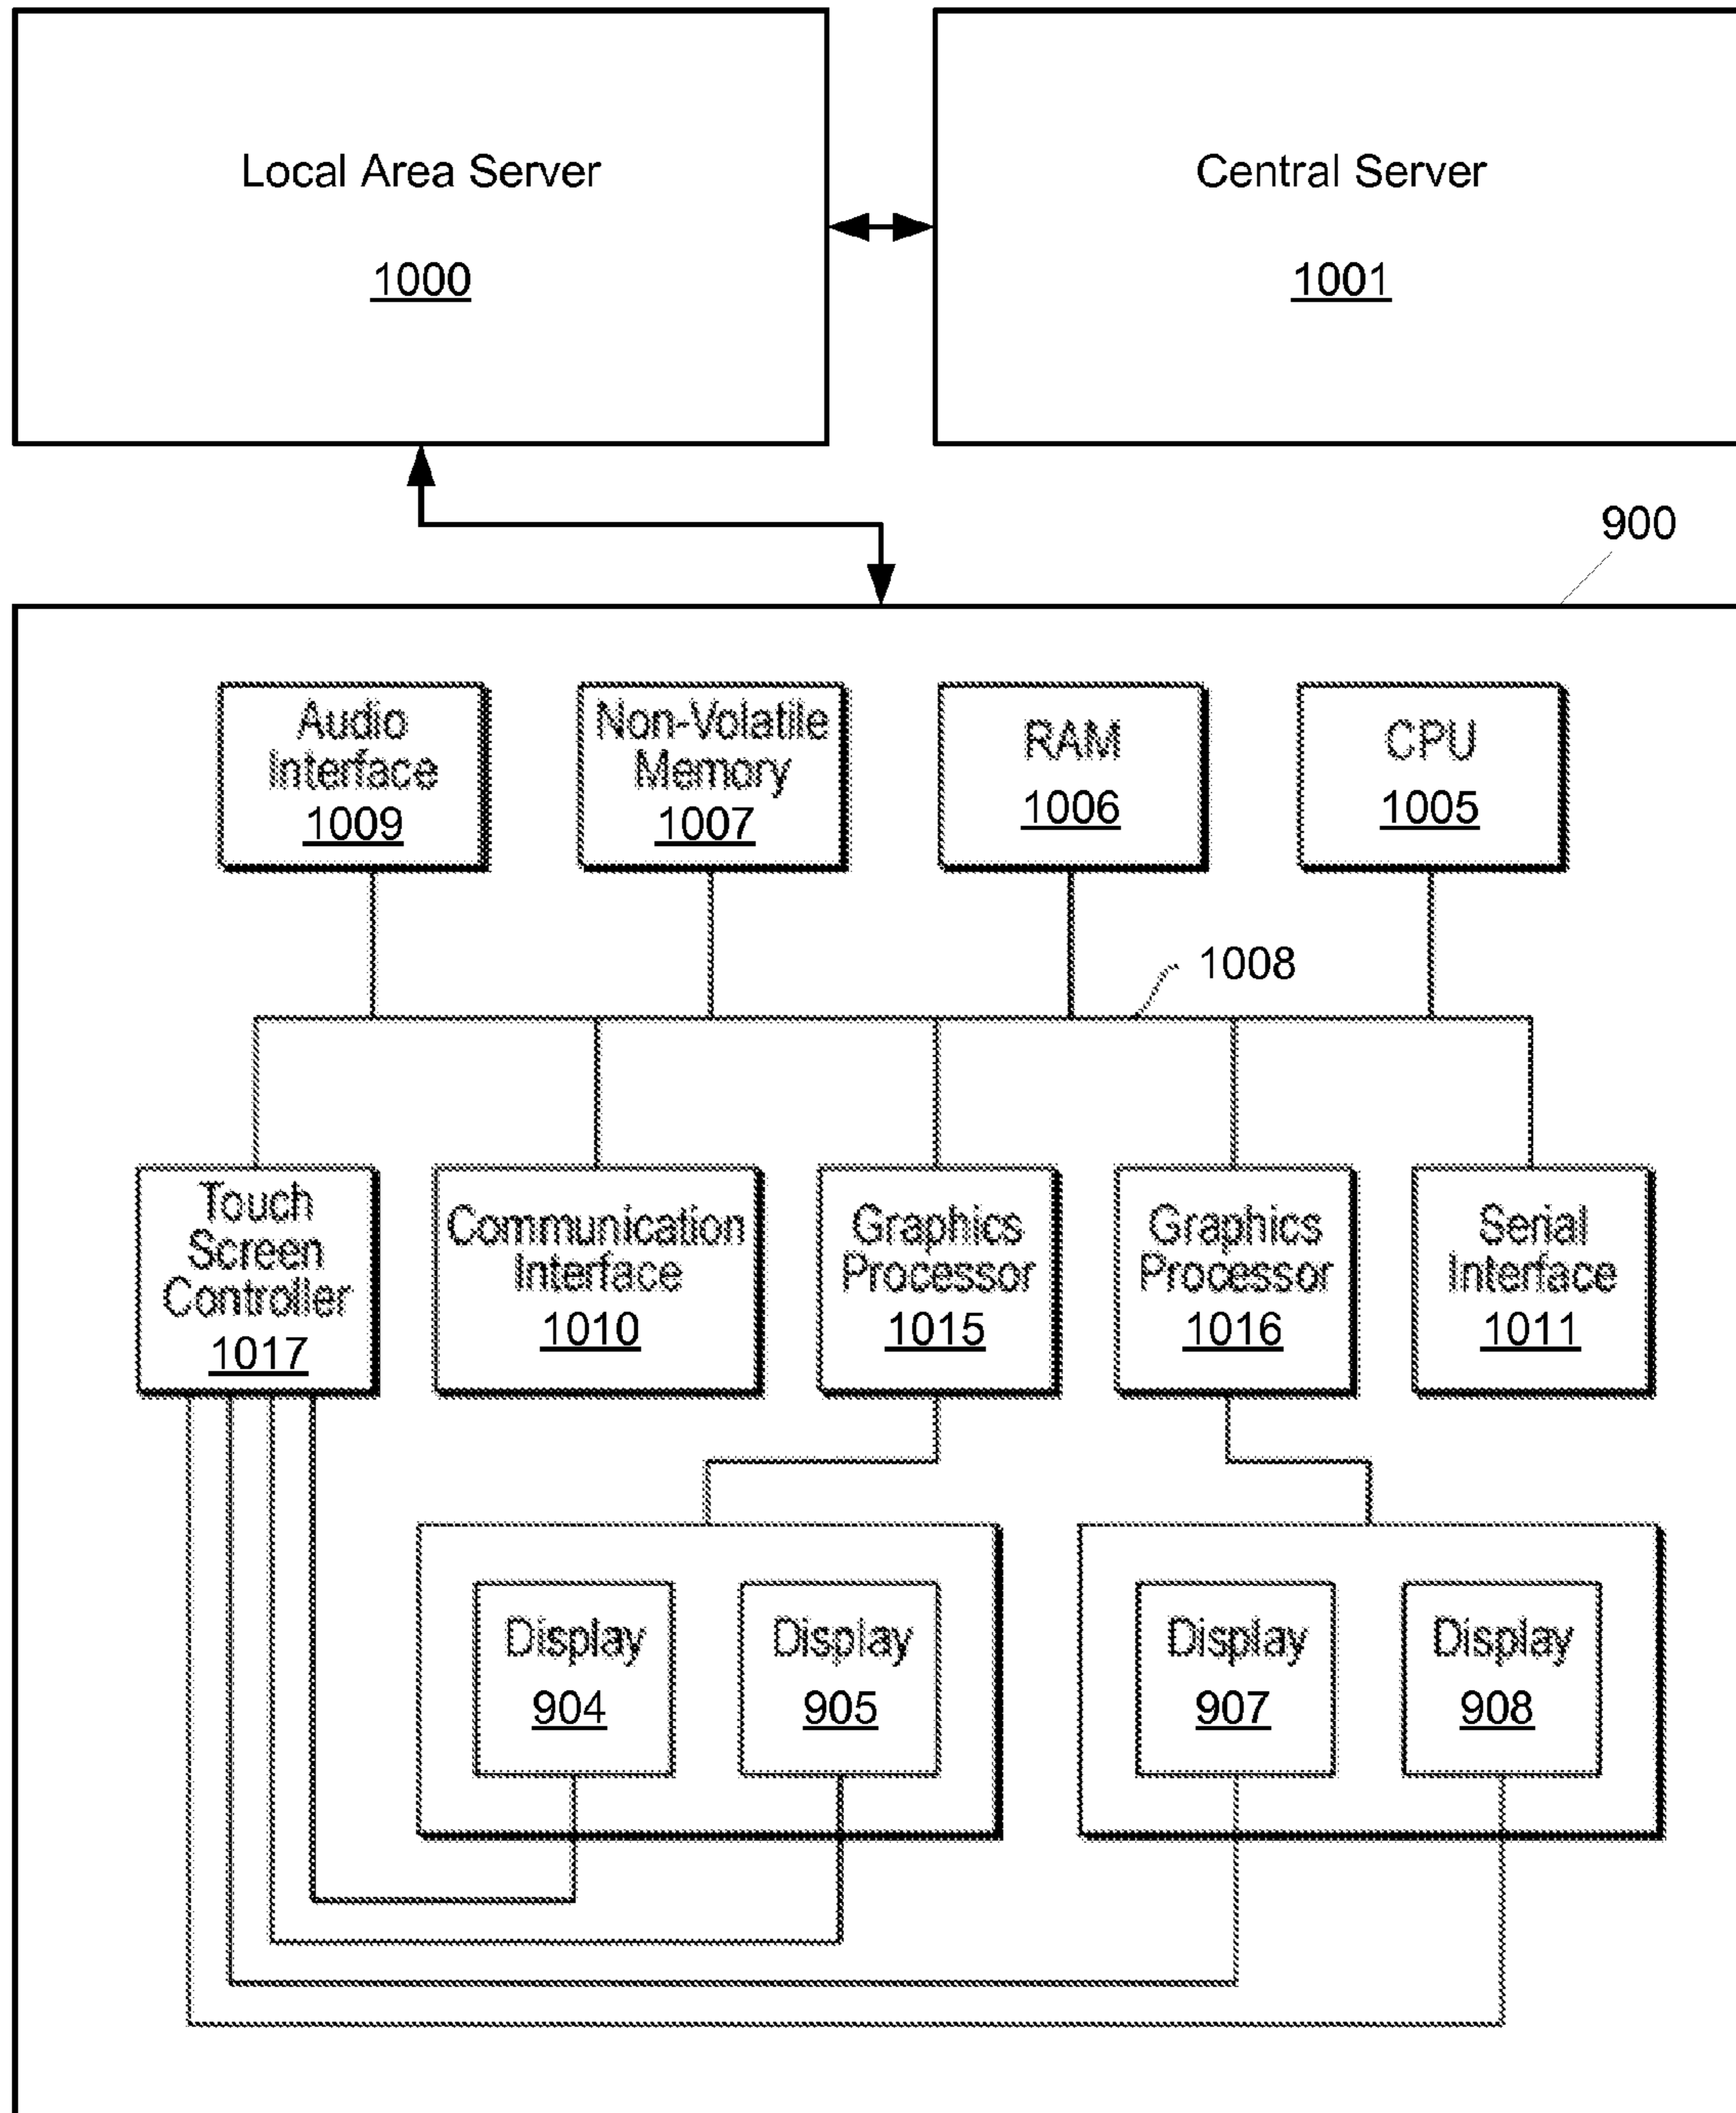 Local Area Server
1000
Central Server
1001
900
Audio
Interface
1009
Non-Volatile
Memory
1007
RAM
1006
CPU
1005
1008
Touch
Screen
Controller
1017
Communication
Interface
1010
Graphics
Processor
1015
Graphics
Processor
1016
Serial
Interface
1011
Display
904
Display
905
Display
907
Display
908